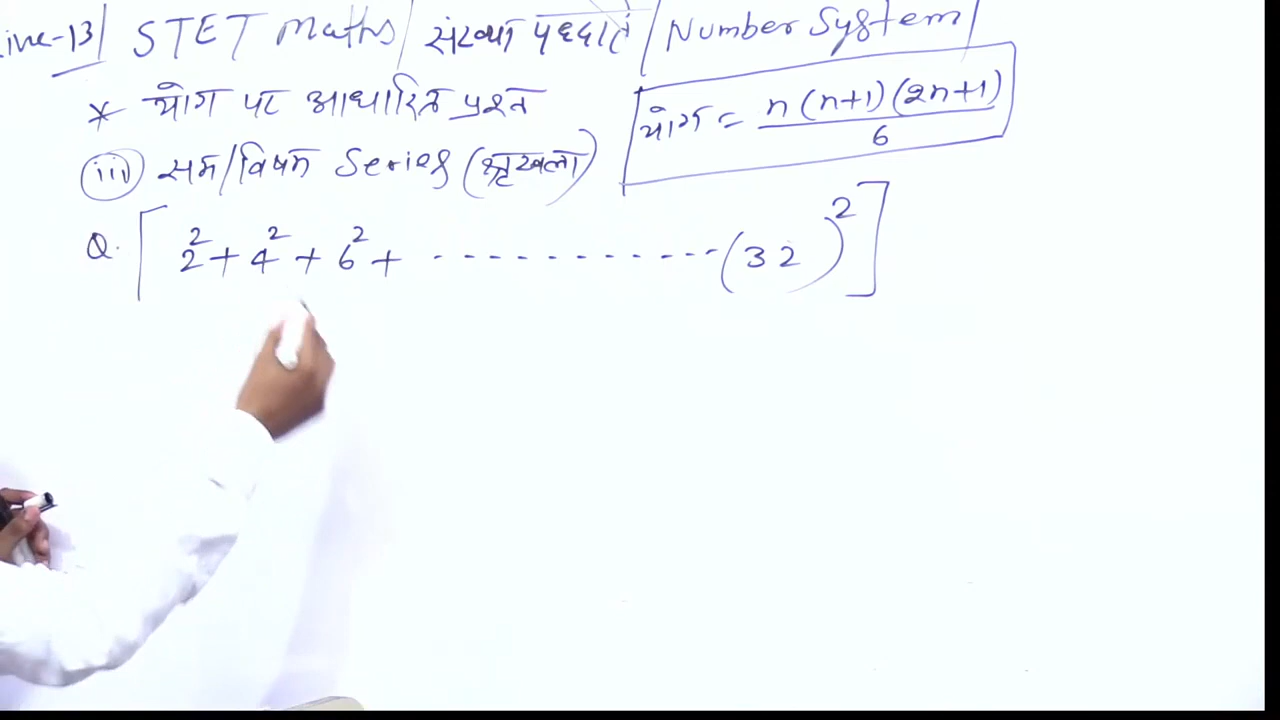 ine-13/ STET Maths/ संख्या पद्धति / Number System/
* योग पर आधारित प्रश्न
योग = n(n+1)(2n+1)/6
(iii) सम/विषम Series (श्रृंखला)
Q. [2² + 4² + 6² + ------------ (32)²]